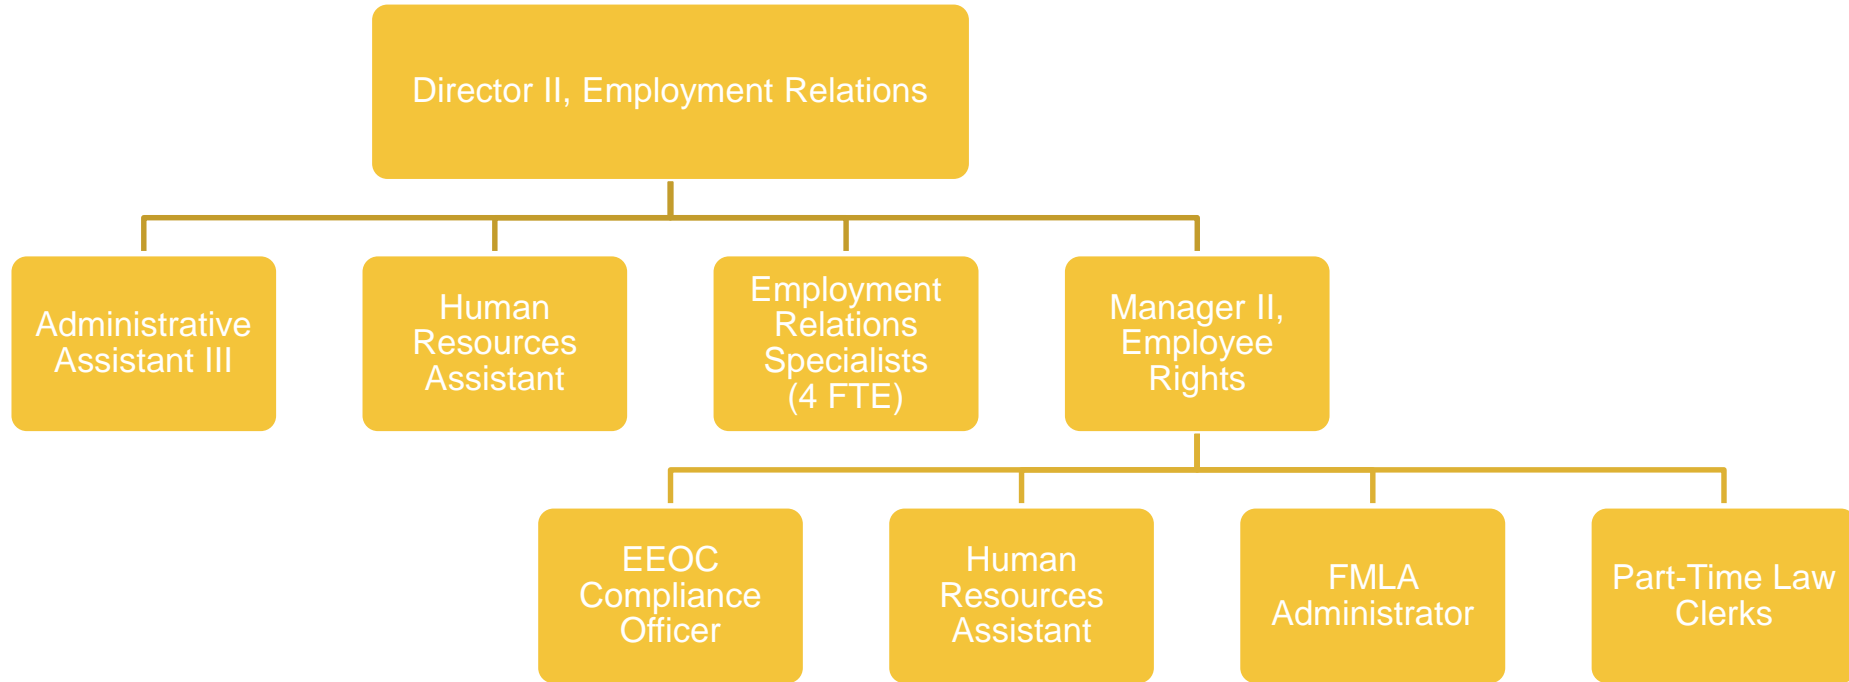 Director II, Employment Relations
Administrative
Assistant III
Human
Resources
Assistant
Employment
Relations
Specialists
(4 FTE)
Manager II,
Employee
Rights
EEOC
Compliance
Officer
Human
Resources
Assistant
FMLA
Administrator
Part-Time Law
Clerks